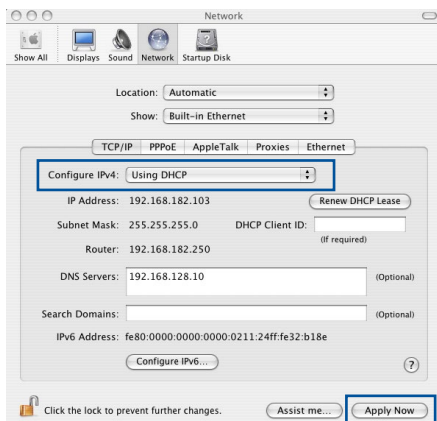 Network
Show All Displays Sound Network Startup Disk
Location: Automatic
Show: Built-in Ethernet
TCP/IP PPPoE AppleTalk Proxies Ethernet
Configure IPv4: Using DHCP
IP Address: 192.168.182.103 Renew DHCP Lease
Subnet Mask: 255.255.255.0 DHCP Client ID:
(If required)
Router: 192.168.182.250
DNS Servers: 192.168.128.10 (Optional)
Search Domains: (Optional)
IPv6 Address: fe80:0000:0000:0000:0211:24ff:fe32:b18e
Configure IPv6... ?
Click the lock to prevent further changes. Assist me... Apply Now